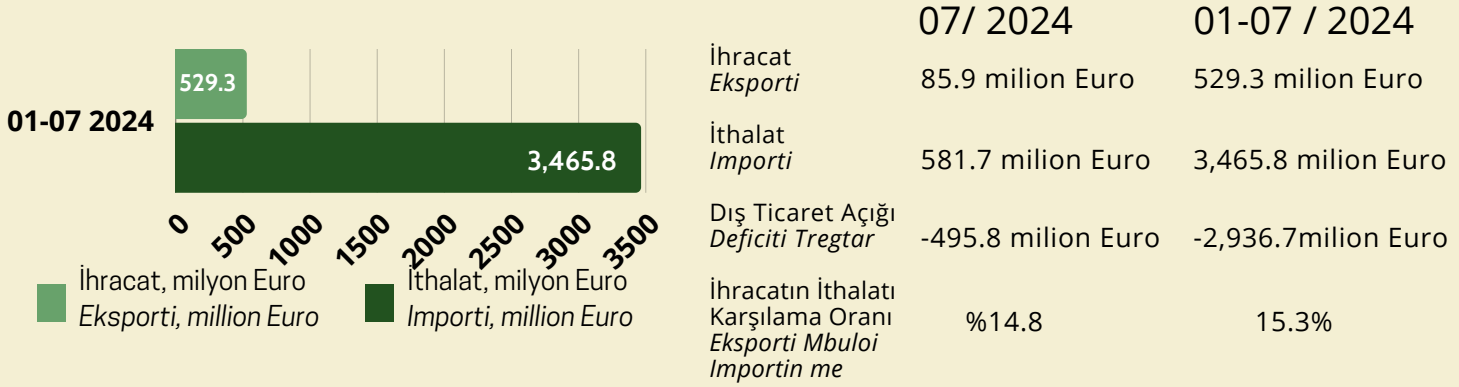 529.3
01-07 2024
3,465.8
0
500
1000
1500
2000
2500
3000
3500
İhracat, milyon Euro
Eksporti, million Euro
İthalat, milyon Euro
Importi, million Euro
07/ 2024
01-07 / 2024
İhracat
Eksporti
85.9 milion Euro
529.3 milion Euro
İthalat
Importi
581.7 milion Euro
3,465.8 milion Euro
Dış Ticaret Açığı
Deficiti Tregtar
-495.8 milion Euro
-2,936.7milion Euro
İhracatın İthalatı
Karşılama Oranı
Eksporti Mbuloi
Importin me
%14.8
15.3%